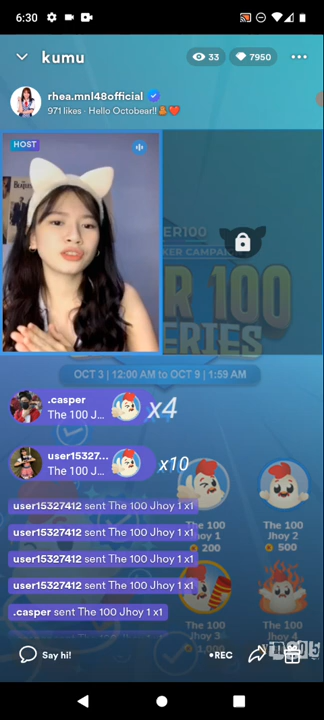 6:30
kumu
33
7950
rhea.mnl48official
971 likes · Hello Octobear!!🧸❤️
HOST
ER100
KER CAMPAI
R 100
ERIES
OCT 3 | 12:00 AM to OCT 9 | 1:59 AM
.casper
The 100 J...
x4
user15327...
The 100 J...
x10
user15327412 sent The 100 Jhoy 1 x1
user15327412 sent The 100 Jhoy 1 x1
user15327412 sent The 100 Jhoy 1 x1
user15327412 sent The 100 Jhoy 1 x1
.casper sent The 100 Jhoy 1 x1
The 100
Jhoy 1
200
The 100
Jhoy 2
500
The 100
Jhoy 3
The 100
Jhoy 4
Say hi!
REC